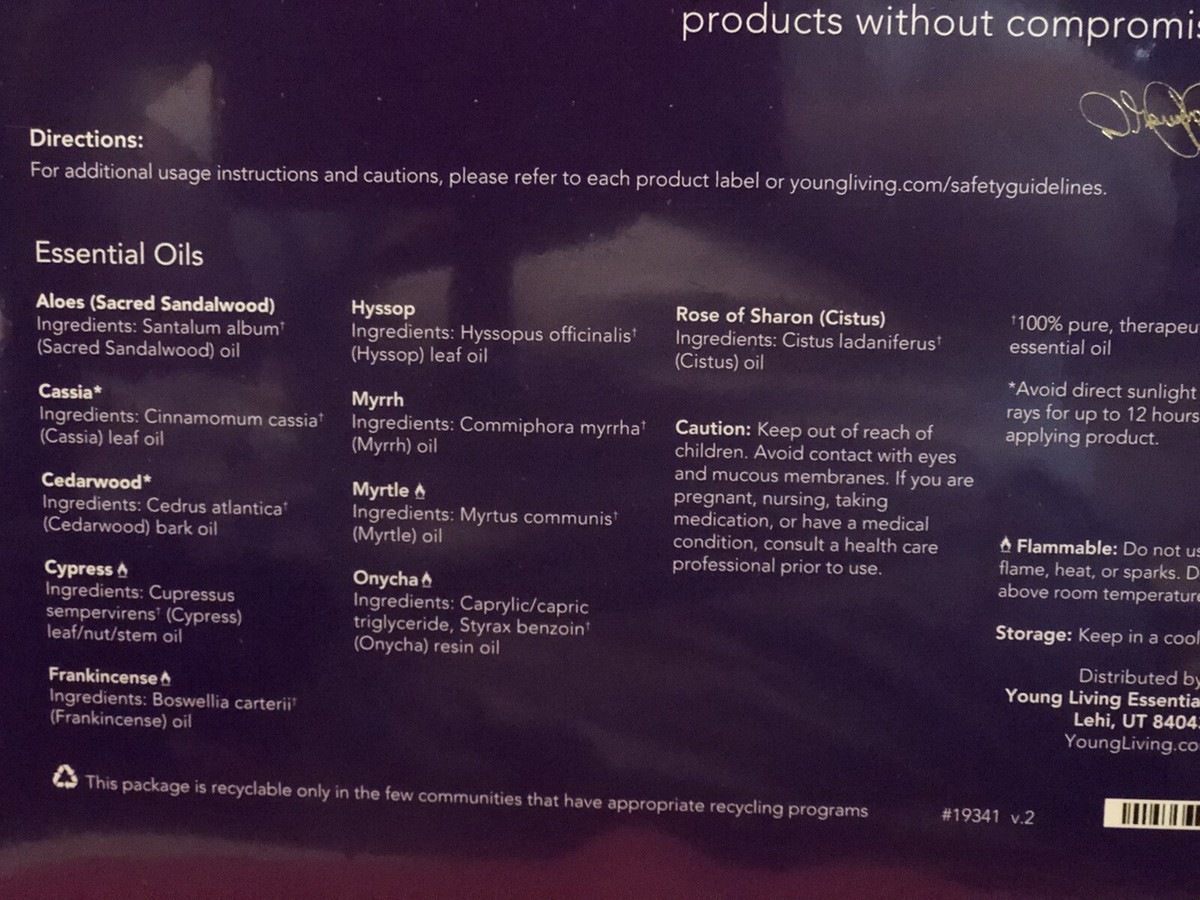 products without
Directions:
For additional usage instructions and cautions, please refer to each product label or youngliving.com/safetyguidelines.
Essential Oils
Aloes (Sacred Sandalwood)
Ingredients: Santalum album†
(Sacred Sandalwood) oil
Cassia*
Ingredients: Cinnamomum cassia†
(Cassia) leaf oil
Cedarwood*
Ingredients: Cedrus atlantica†
(Cedarwood) bark oil
Cypress
Ingredients: Cupressus
sempervirens† (Cypress)
leaf/nut/stem oil
Frankincense
Ingredients: Boswellia carterii†
(Frankincense) oil
Hyssop
Ingredients: Hyssopus officinalis†
(Hyssop) leaf oil
Myrrh
Ingredients: Commiphora myrrha†
(Myrrh) oil
Myrtle
Ingredients: Myrtus communis†
(Myrtle) oil
Onycha
Ingredients: Caprylic/capric
triglyceride, Styrax benzoin†
(Onycha) resin oil
Rose of Sharon (Cistus)
Ingredients: Cistus ladaniferus†
(Cistus) oil
Caution: Keep out of reach of
children. Avoid contact with eyes
and mucous membranes. If you are
pregnant, nursing, taking
medication, or have a medical
condition, consult a health care
professional prior to use.
†100% pure,
essential oil
*Avoid direct sunlight
rays for up to 12 hours
applying product.
Flammable: Do not
flame, heat, or sparks.
above room
Storage: Keep in a cool
Distributed by
Young Living
Lehi, UT
This package is recyclable only in the few communities that have appropriate recycling programs
#19341 v.2